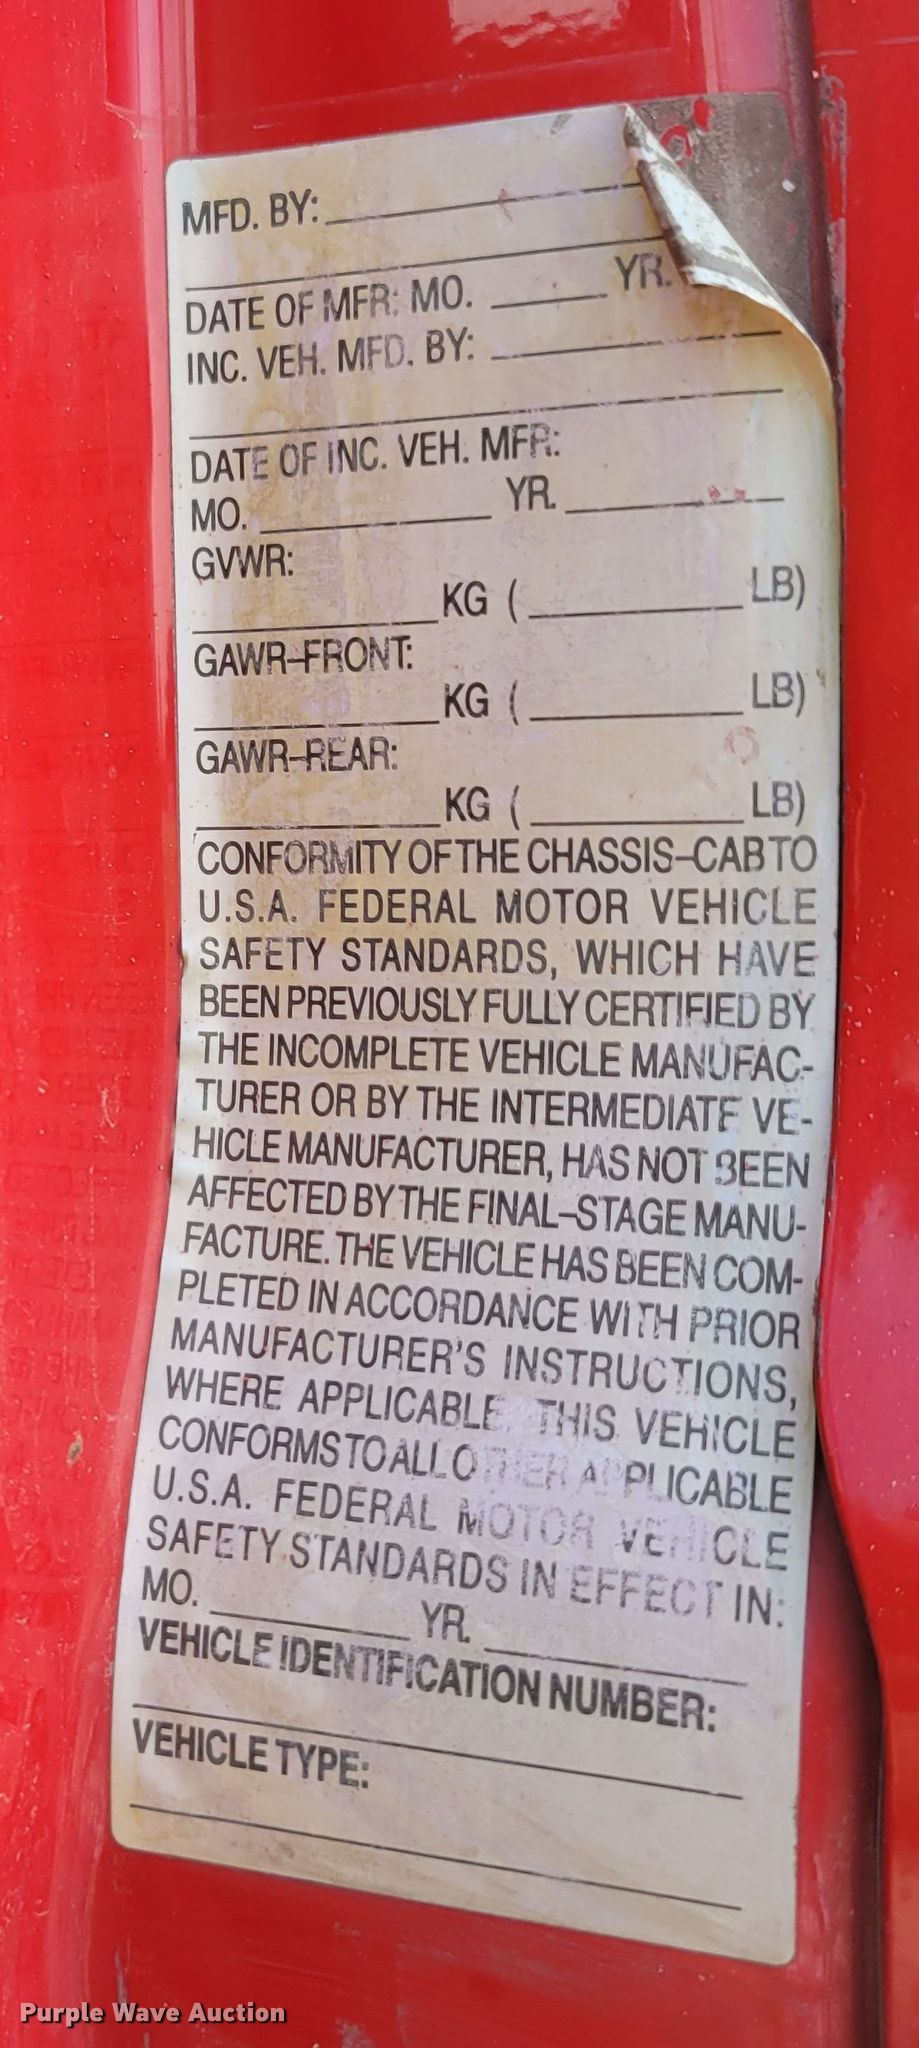 MFD. BY:
DATE OF MFR: MO. YR.
INC. VEH. MFD. BY:
DATE OF INC. VEH. MFR:
MO. YR.
GVWR:
KG ( LB)
GAWR-FRONT:
KG ( LB)
GAWR-REAR:
KG ( LB)
CONFORMITY OF THE CHASSIS-CAB TO
U.S.A. FEDERAL MOTOR VEHICLE
SAFETY STANDARDS, WHICH HAVE
BEEN PREVIOUSLY FULLY CERTIFIED BY
THE INCOMPLETE VEHICLE MANUFAC-
TURER OR BY THE INTERMEDIATE VE-
HICLE MANUFACTURER, HAS NOT BEEN
AFFECTED BY THE FINAL-STAGE MANU-
FACTURE. THE VEHICLE HAS BEEN COM-
PLETED IN ACCORDANCE WITH PRIOR
MANUFACTURER'S INSTRUCTIONS,
WHERE APPLICABLE. THIS VEHICLE
CONFORMS TO ALL OTHER APPLICABLE
U.S.A. FEDERAL MOTOR VEHICLE
SAFETY STANDARDS IN EFFECT IN:
MO. YR.
VEHICLE IDENTIFICATION NUMBER:
VEHICLE TYPE:
Purple Wave Auction